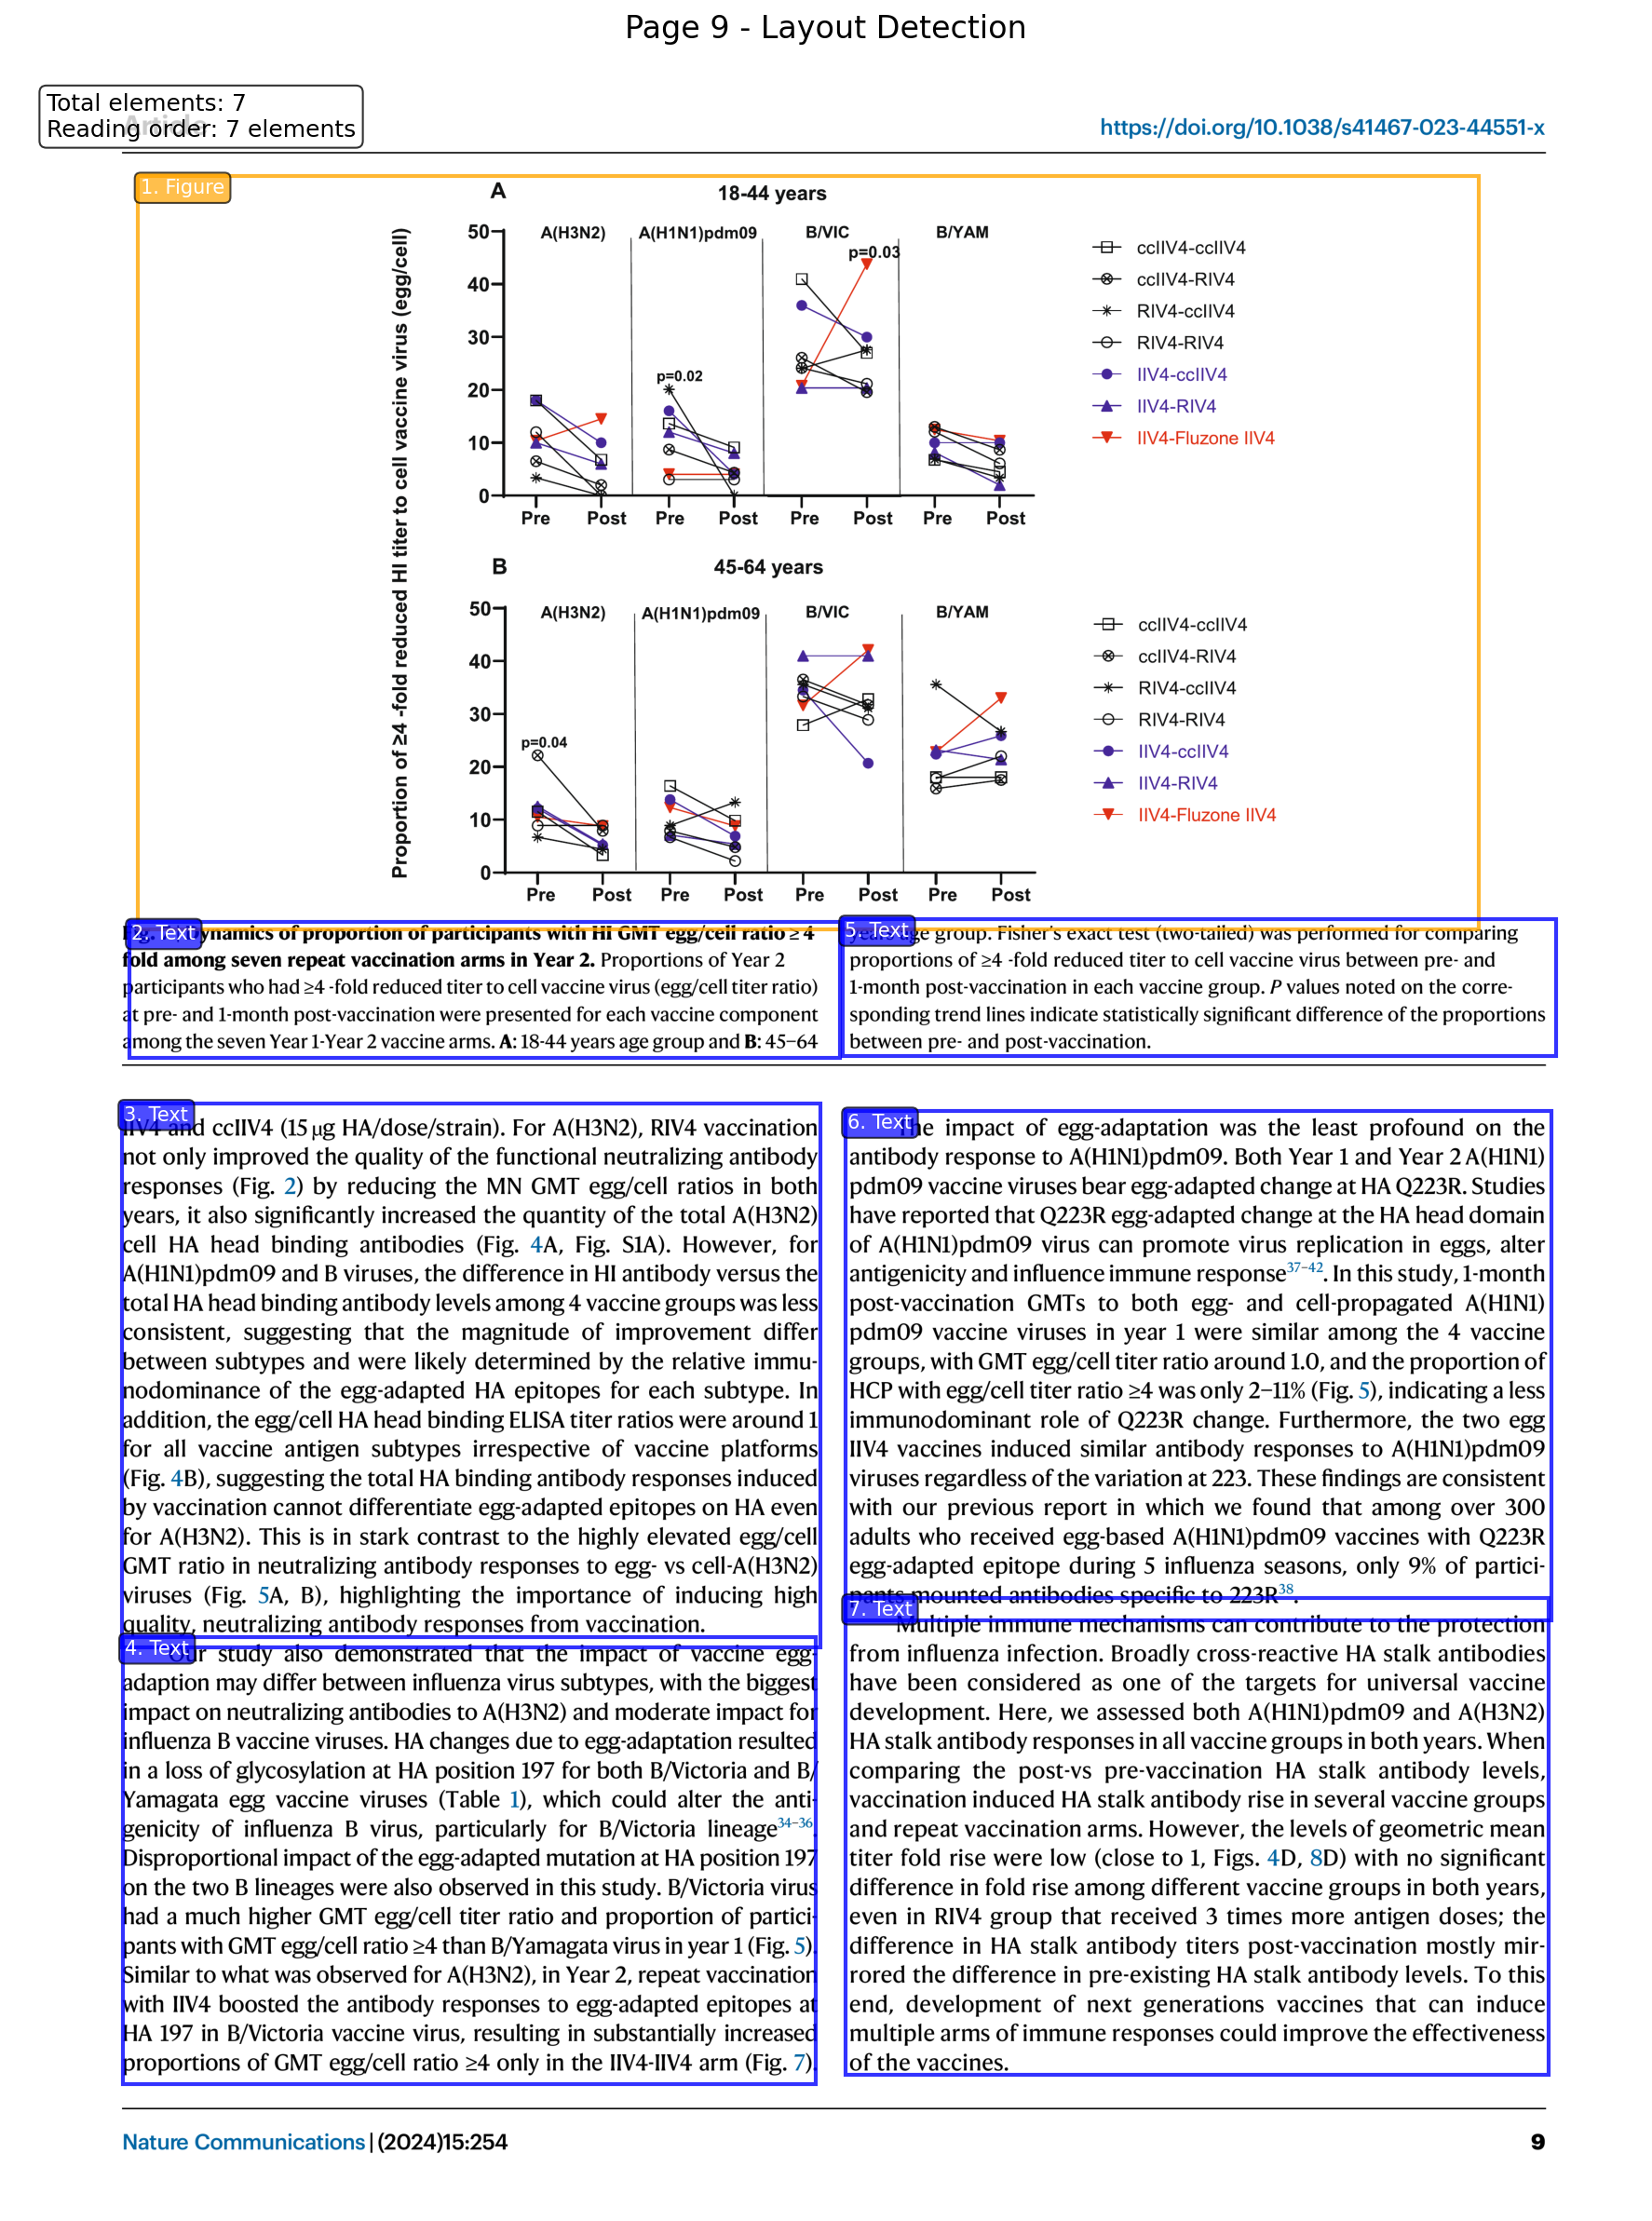 Page 9 - Layout Detection
Total elements: 7
Reading order: 7 elements
Article
https://doi.org/10.1038/s41467-023-44551-x
1. Figure
A
18-44 years
Proportion of ≥4 -fold reduced HI titer to cell vaccine virus (egg/cell)
A(H3N2) A(H1N1)pdm09 B/VIC B/YAM
p=0.03
p=0.02
50
40
30
20
10
0
Pre Post Pre Post Pre Post Pre Post
ccIIV4-ccIIV4
ccIIV4-RIV4
RIV4-ccIIV4
RIV4-RIV4
IIV4-ccIIV4
IIV4-RIV4
IIV4-Fluzone IIV4
B
45-64 years
A(H3N2) A(H1N1)pdm09 B/VIC B/YAM
p=0.04
50
40
30
20
10
0
Pre Post Pre Post Pre Post Pre Post
ccIIV4-ccIIV4
ccIIV4-RIV4
RIV4-ccIIV4
RIV4-RIV4
IIV4-ccIIV4
IIV4-RIV4
IIV4-Fluzone IIV4
2. Text
Dynamics of proportion of participants with HI GMT egg/cell ratio ≥ 4
fold among seven repeat vaccination arms in Year 2. Proportions of Year 2
participants who had ≥4 -fold reduced titer to cell vaccine virus (egg/cell titer ratio)
at pre- and 1-month post-vaccination were presented for each vaccine component
among the seven Year 1-Year 2 vaccine arms. A: 18-44 years age group and B: 45–64
5. Text
years age group. Fisher's exact test (two-tailed) was performed for comparing
proportions of ≥4 -fold reduced titer to cell vaccine virus between pre- and
1-month post-vaccination in each vaccine group. P values noted on the corre-
sponding trend lines indicate statistically significant difference of the proportions
between pre- and post-vaccination.
3. Text
IIV4 and ccIIV4 (15 µg HA/dose/strain). For A(H3N2), RIV4 vaccination
not only improved the quality of the functional neutralizing antibody
responses (Fig. 2) by reducing the MN GMT egg/cell ratios in both
years, it also significantly increased the quantity of the total A(H3N2)
cell HA head binding antibodies (Fig. 4A, Fig. S1A). However, for
A(H1N1)pdm09 and B viruses, the difference in HI antibody versus the
total HA head binding antibody levels among 4 vaccine groups was less
consistent, suggesting that the magnitude of improvement differ
between subtypes and were likely determined by the relative immu-
nodominance of the egg-adapted HA epitopes for each subtype. In
addition, the egg/cell HA head binding ELISA titer ratios were around 1
for all vaccine antigen subtypes irrespective of vaccine platforms
(Fig. 4B), suggesting the total HA binding antibody responses induced
by vaccination cannot differentiate egg-adapted epitopes on HA even
for A(H3N2). This is in stark contrast to the highly elevated egg/cell
GMT ratio in neutralizing antibody responses to egg- vs cell-A(H3N2)
viruses (Fig. 5A, B), highlighting the importance of inducing high
quality, neutralizing antibody responses from vaccination.
4. Text
Our study also demonstrated that the impact of vaccine egg-
adaption may differ between influenza virus subtypes, with the biggest
impact on neutralizing antibodies to A(H3N2) and moderate impact for
influenza B vaccine viruses. HA changes due to egg-adaptation resulted
in a loss of glycosylation at HA position 197 for both B/Victoria and B/
Yamagata egg vaccine viruses (Table 1), which could alter the anti-
genicity of influenza B virus, particularly for B/Victoria lineage34–36.
Disproportional impact of the egg-adapted mutation at HA position 197
on the two B lineages were also observed in this study. B/Victoria virus
had a much higher GMT egg/cell titer ratio and proportion of partici-
pants with GMT egg/cell ratio ≥4 than B/Yamagata virus in year 1 (Fig. 5).
Similar to what was observed for A(H3N2), in Year 2, repeat vaccination
with IIV4 boosted the antibody responses to egg-adapted epitopes at
HA 197 in B/Victoria vaccine virus, resulting in substantially increased
proportions of GMT egg/cell ratio ≥4 only in the IIV4-IIV4 arm (Fig. 7).
6. Text
The impact of egg-adaptation was the least profound on the
antibody response to A(H1N1)pdm09. Both Year 1 and Year 2 A(H1N1)
pdm09 vaccine viruses bear egg-adapted change at HA Q223R. Studies
have reported that Q223R egg-adapted change at the HA head domain
of A(H1N1)pdm09 virus can promote virus replication in eggs, alter
antigenicity and influence immune response37–42. In this study, 1-month
post-vaccination GMTs to both egg- and cell-propagated A(H1N1)
pdm09 vaccine viruses in year 1 were similar among the 4 vaccine
groups, with GMT egg/cell titer ratio around 1.0, and the proportion of
HCP with egg/cell titer ratio ≥4 was only 2–11% (Fig. 5), indicating a less
immunodominant role of Q223R change. Furthermore, the two egg
IIV4 vaccines induced similar antibody responses to A(H1N1)pdm09
viruses regardless of the variation at 223. These findings are consistent
with our previous report in which we found that among over 300
adults who received egg-based A(H1N1)pdm09 vaccines with Q223R
egg-adapted epitope during 5 influenza seasons, only 9% of partici-
pants mounted antibodies specific to 223R38.
7. Text
Multiple immune mechanisms can contribute to the protection
from influenza infection. Broadly cross-reactive HA stalk antibodies
have been considered as one of the targets for universal vaccine
development. Here, we assessed both A(H1N1)pdm09 and A(H3N2)
HA stalk antibody responses in all vaccine groups in both years. When
comparing the post-vs pre-vaccination HA stalk antibody levels,
vaccination induced HA stalk antibody rise in several vaccine groups
and repeat vaccination arms. However, the levels of geometric mean
titer fold rise were low (close to 1, Figs. 4D, 8D) with no significant
difference in fold rise among different vaccine groups in both years,
even in RIV4 group that received 3 times more antigen doses; the
difference in HA stalk antibody titers post-vaccination mostly mir-
rored the difference in pre-existing HA stalk antibody levels. To this
end, development of next generations vaccines that can induce
multiple arms of immune responses could improve the effectiveness
of the vaccines.
Nature Communications | (2024)15:254
9